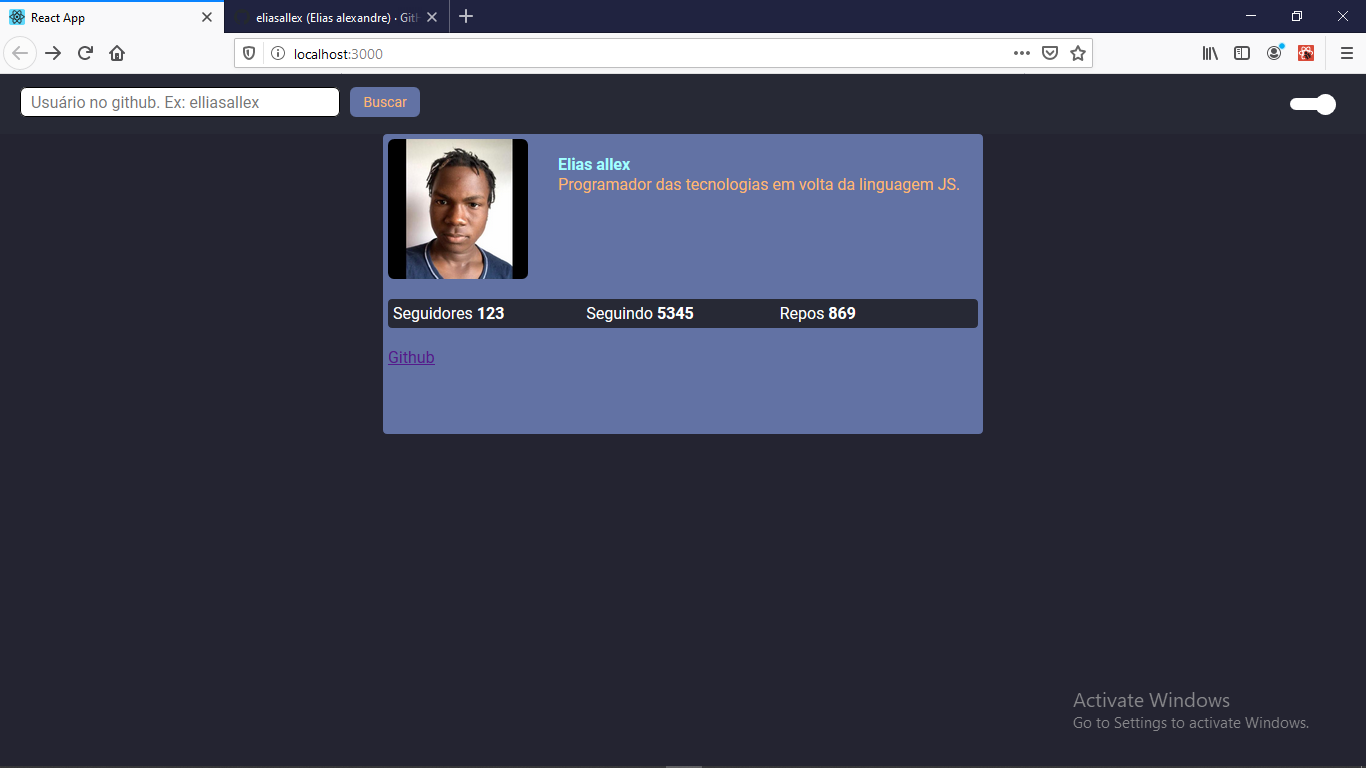 React App
eliasallex (Elias alexandre) · Gith
localhost:3000
Usuário no github. Ex: elliasallex
Buscar
Elias allex
Programador das tecnologias em volta da linguagem JS.
Seguidores 123 Seguindo 5345 Repos 869
Github
Activate Windows
Go to Settings to activate Windows.